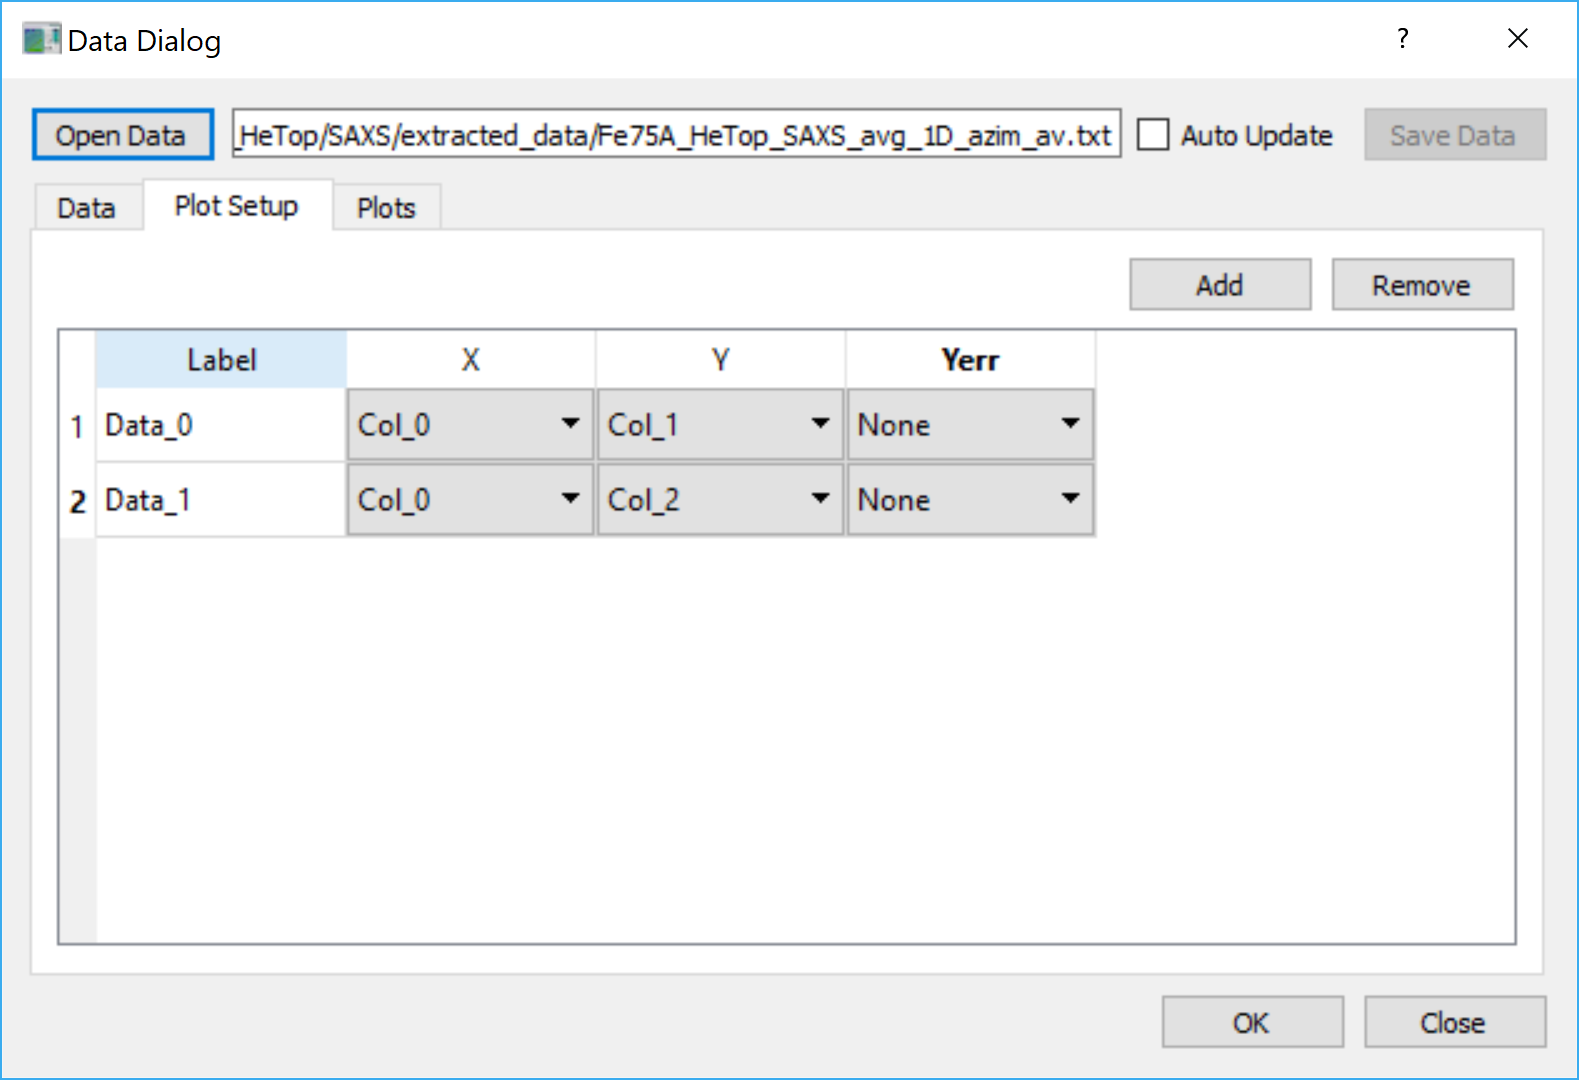 Data Dialog ?
Open Data _HeTop/SAXS/extracted_data/Fe75A_HeTop_SAXS_avg_1D_azim_av.txt Auto Update Save Data
Data Plot Setup Plots
Add Remove
Label X Y Yerr
1 Data_0 Col_0 Col_1 None
2 Data_1 Col_0 Col_2 None
OK Close